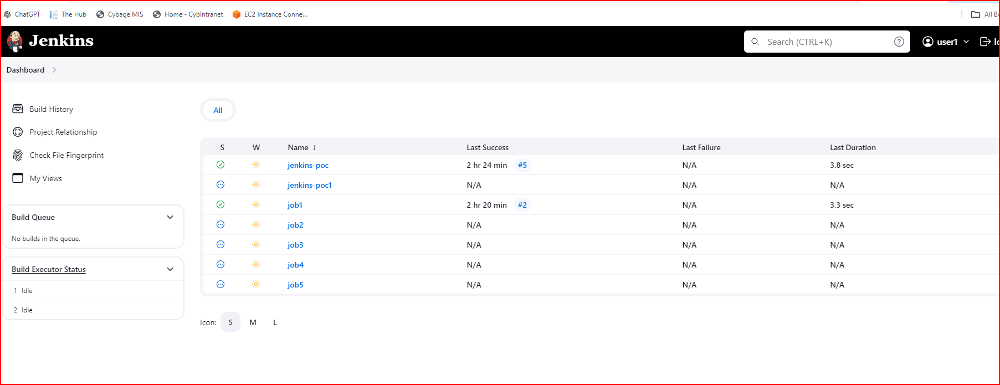 ChatGPT The Hub Cybage MIS Home - CybIntranet EC2 Instance Conne... All
Jenkins Search (CTRL+K) ? user1
Dashboard
Build History
Project Relationship
Check File Fingerprint
My Views
Build Queue
No builds in the queue.
Build Executor Status
1 Idle
2 Idle
All
S W Name ↓ Last Success Last Failure Last Duration
jenkins-poc 2 hr 24 min #5 N/A 3.8 sec
jenkins-poc1 N/A N/A N/A
job1 2 hr 20 min #2 N/A 3.3 sec
job2 N/A N/A N/A
job3 N/A N/A N/A
job4 N/A N/A N/A
job5 N/A N/A N/A
Icon: S M L